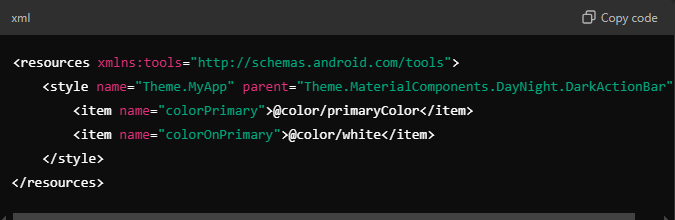 xml
Copy code
<resources xmlns:tools="http://schemas.android.com/tools">
    <style name="Theme.MyApp" parent="Theme.MaterialComponents.DayNight.DarkActionBar"
        <item name="colorPrimary">@color/primaryColor</item>
        <item name="colorOnPrimary">@color/white</item>
    </style>
</resources>